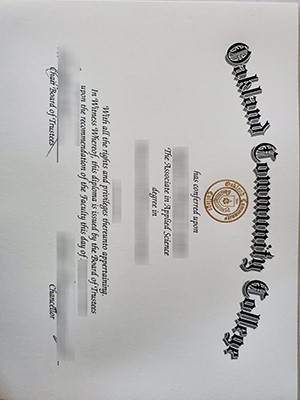 Oakland Community College
has conferred upon
The Associate in Applied Science
degree in
With all the rights and privileges thereunto appertaining.
In Witness Whereof, this diploma is issued by the Board of Trustees
upon the recommendation of the Faculty this day of
Chair Board of Trustees
Chancellor